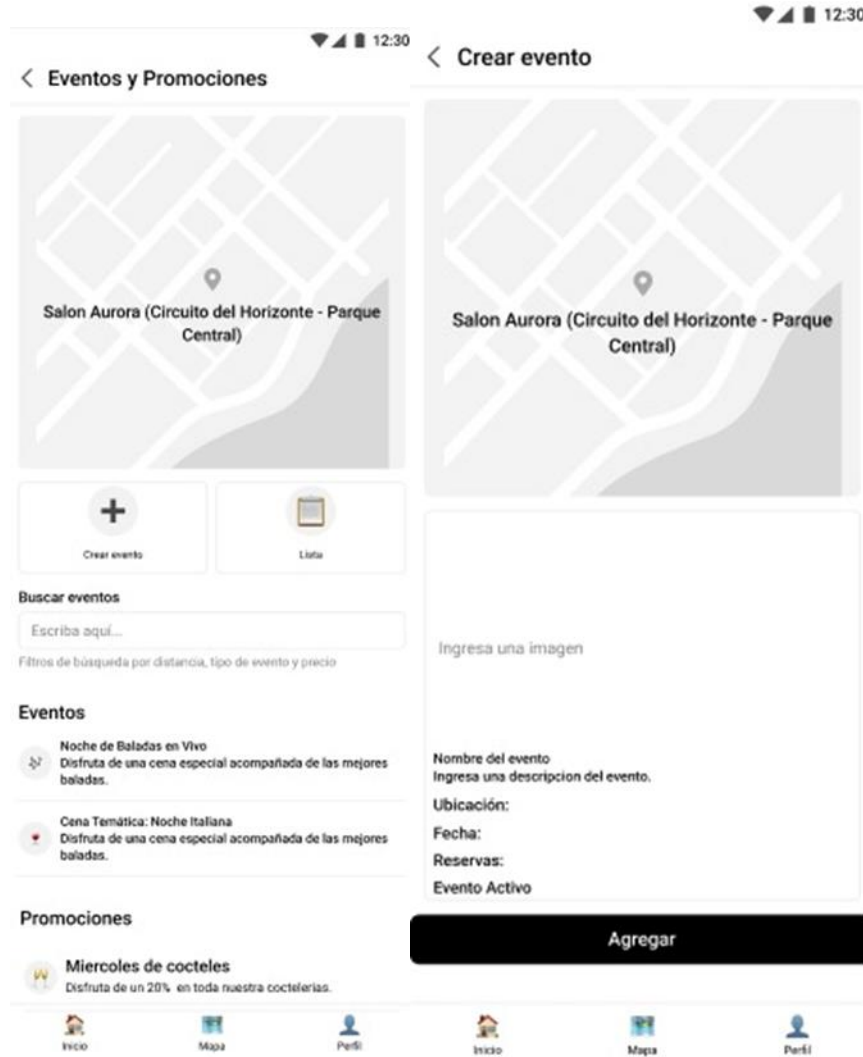 12:30
Eventos y Promociones
Salon Aurora (Circuito del Horizonte - Parque
Central)
Crear evento
Lista
Buscar eventos
Escriba aquí...
Filtros de búsqueda por distancia, tipo de evento y precio
Eventos
Noche de Baladas en Vivo
Disfruta de una cena especial acompañada de las mejores
baladas.
Cena Temática: Noche Italiana
Disfruta de una cena especial acompañada de las mejores
baladas.
Promociones
Miercoles de cocteles
Disfruta de un 20% en toda nuestra coctelerias.
Inicio
Mapa
Perfil
12:30
Crear evento
Salon Aurora (Circuito del Horizonte - Parque
Central)
Ingresa una imagen
Nombre del evento
Ingresa una descripcion del evento.
Ubicación:
Fecha:
Reservas:
Evento Activo
Agregar
Inicio
Mapa
Perfil